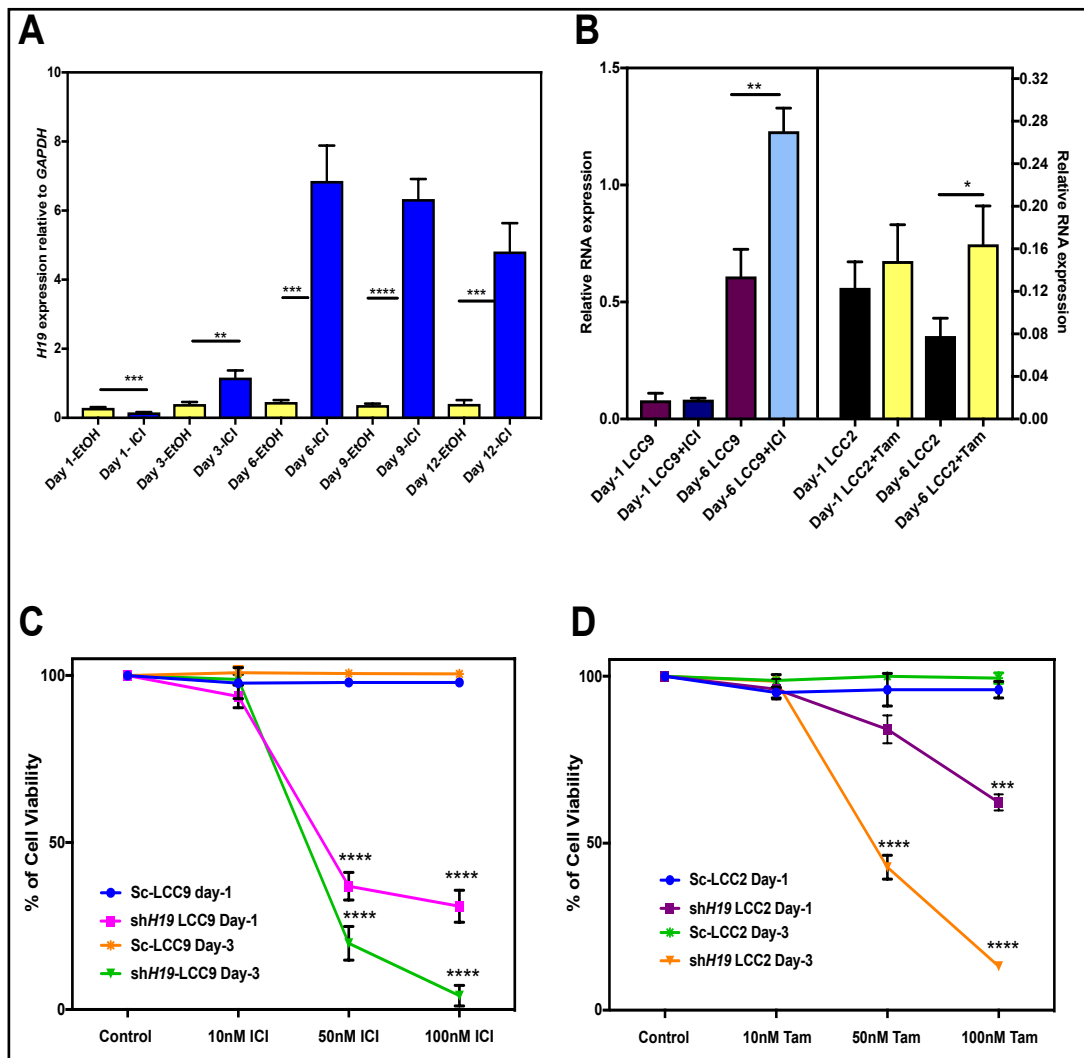 A
H19 expression relative to GAPDH
10
8
6
4
2
0
***
**
***
****
***
Day 1-EtOH
Day 1- ICI
Day 3-EtOH
Day 3-ICI
Day 6-EtOH
Day 6-ICI
Day 9-EtOH
Day 9-ICI
Day 12-EtOH
Day 12-ICI
B
Relative RNA expression
1.5
1.0
0.5
0.0
**
*
0.32
0.28
0.24
0.20
0.16
0.12
0.08
0.04
0.00
Relative RNA expression
Day-1 LCC9
Day-1 LCC9+ICI
Day-6 LCC9
Day-6 LCC9+ICI
Day-1 LCC2
Day-1 LCC2+Tam
Day-6 LCC2
Day-6 LCC2+Tam
C
% of Cell Viability
100
50
0
****
****
****
****
Sc-LCC9 day-1
shH19 LCC9 Day-1
Sc-LCC9 Day-3
shH19-LCC9 Day-3
Control
10nM ICI
50nM ICI
100nM ICI
D
% of Cell Viability
100
50
0
***
****
****
Sc-LCC2 Day-1
shH19 LCC2 Day-1
Sc-LCC2 Day-3
shH19 LCC2 Day-3
Control
10nM Tam
50nM Tam
100nM Tam